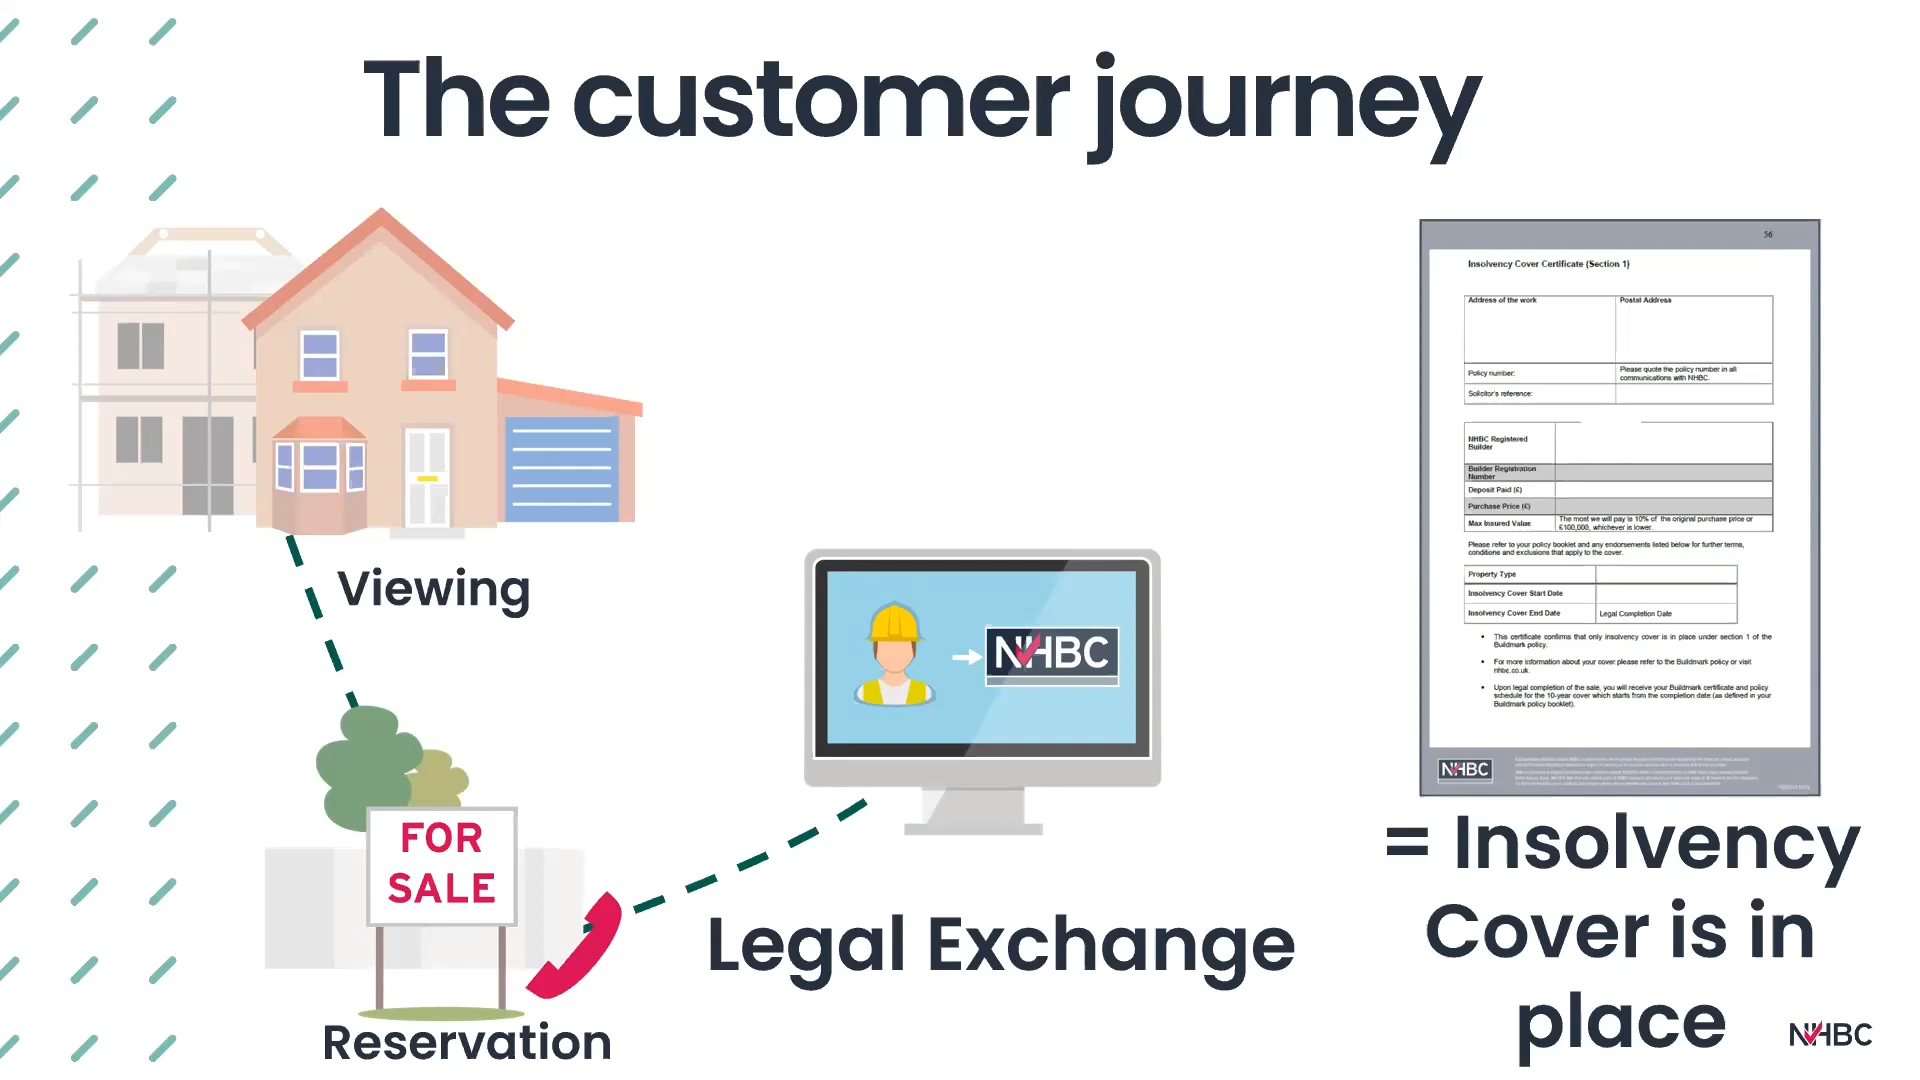 The customer journey
Viewing
FOR
SALE
Reservation
NHBC
Legal Exchange
56
Insolvency Cover Certificate (Section 1)
Address of the work
Postal Address
Policy number:
Please quote the policy number in all
communications with NHBC.
Solicitor's reference:
NHBC Registered
Builder
Builder Registration
Number
Deposit Paid (£)
Purchase Price (£)
Max Insured Value
The most we will pay is 10% of the original purchase price or
£100,000, whichever is lower.
Please refer to your policy booklet and any endorsements listed below for further terms,
conditions and exclusions that apply to the cover.
Property Type
Insolvency Cover Start Date
Insolvency Cover End Date
Legal Completion Date
• This certificate confirms that only insolvency cover is in place under section 1 of the
Buildmark policy.
• For more information about your cover please refer to the Buildmark policy or visit
nhbc.co.uk.
• Upon legal completion of the sale, you will receive your Buildmark certificate and policy
schedule for the 10-year cover which starts from the completion date (as defined in your
Buildmark policy booklet).
NHBC
= Insolvency
Cover is in
place
NHBC